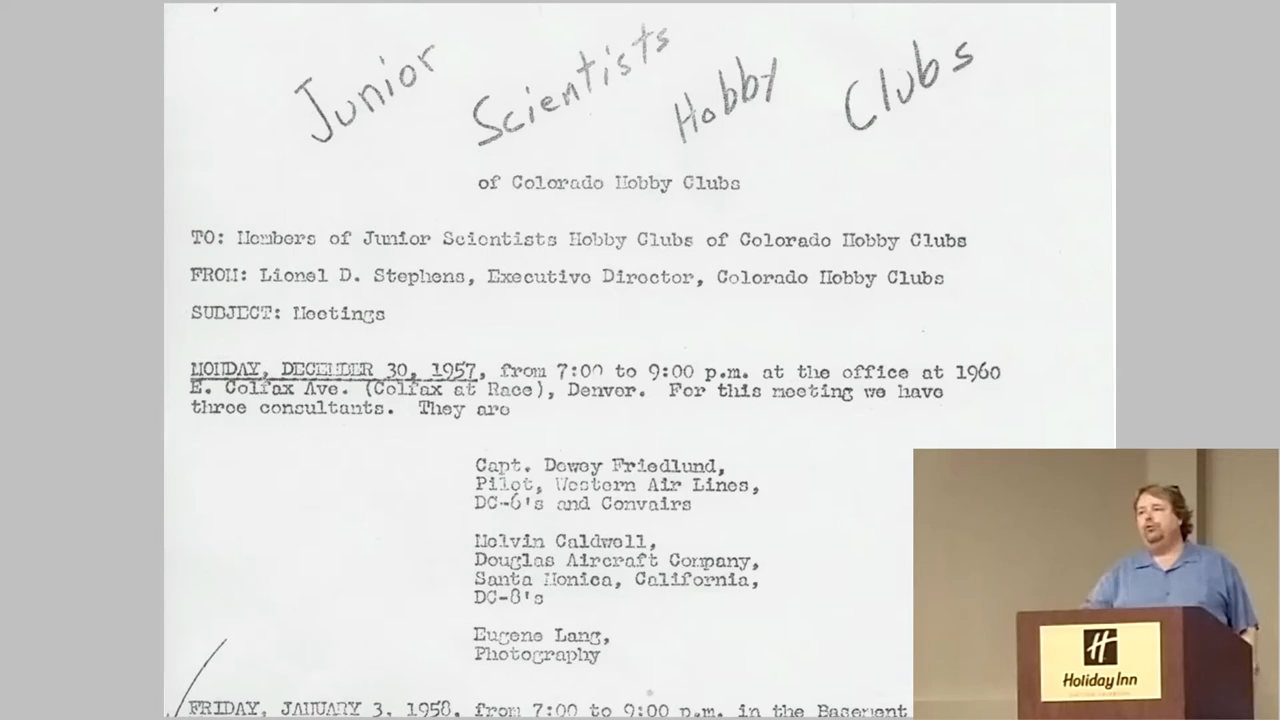 Junior Scientists Hobby Clubs
of Colorado Hobby Clubs
TO: Members of Junior Scientists Hobby Clubs of Colorado Hobby Clubs
FROM: Lionel D. Stephens, Executive Director, Colorado Hobby Clubs
SUBJECT: Meetings
MONDAY, DECEMBER 30, 1957, from 7:00 to 9:00 p.m. at the office at 1960
E. Colfax Ave. (Colfax at Race), Denver. For this meeting we have
three consultants. They are
Capt. Dewey Friedlund,
Pilot, Western Air Lines,
DC-6's and Convairs
Melvin Caldwell,
Douglas Aircraft Company,
Santa Monica, California,
DC-8's
Eugene Lang,
Photography
FRIDAY, JANUARY 3, 1958, from 7:00 to 9:00 p.m. in the Basement
H
Holiday Inn